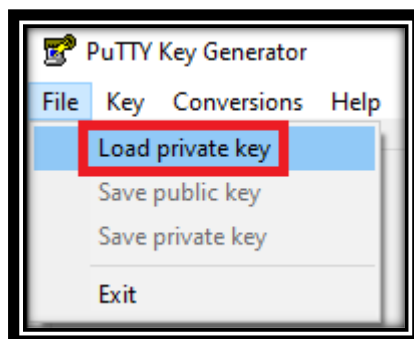 PuTTY Key Generator
File Key Conversions Help
Load private key
Save public key
Save private key
Exit